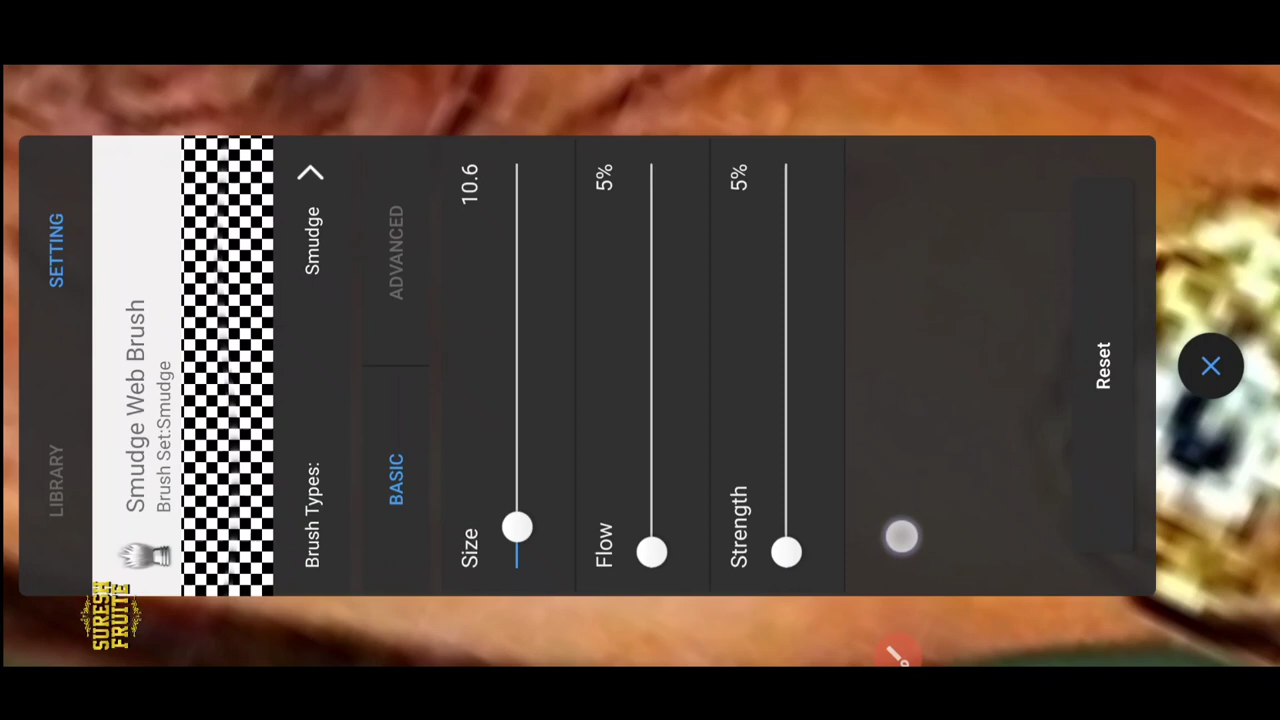 LIBRARY
SETTING
Smudge Web Brush
Brush Set:Smudge
Brush Types:
Smudge
BASIC
ADVANCED
Size
10.6
Flow
5%
Strength
5%
Reset
SURESH
FRUITE